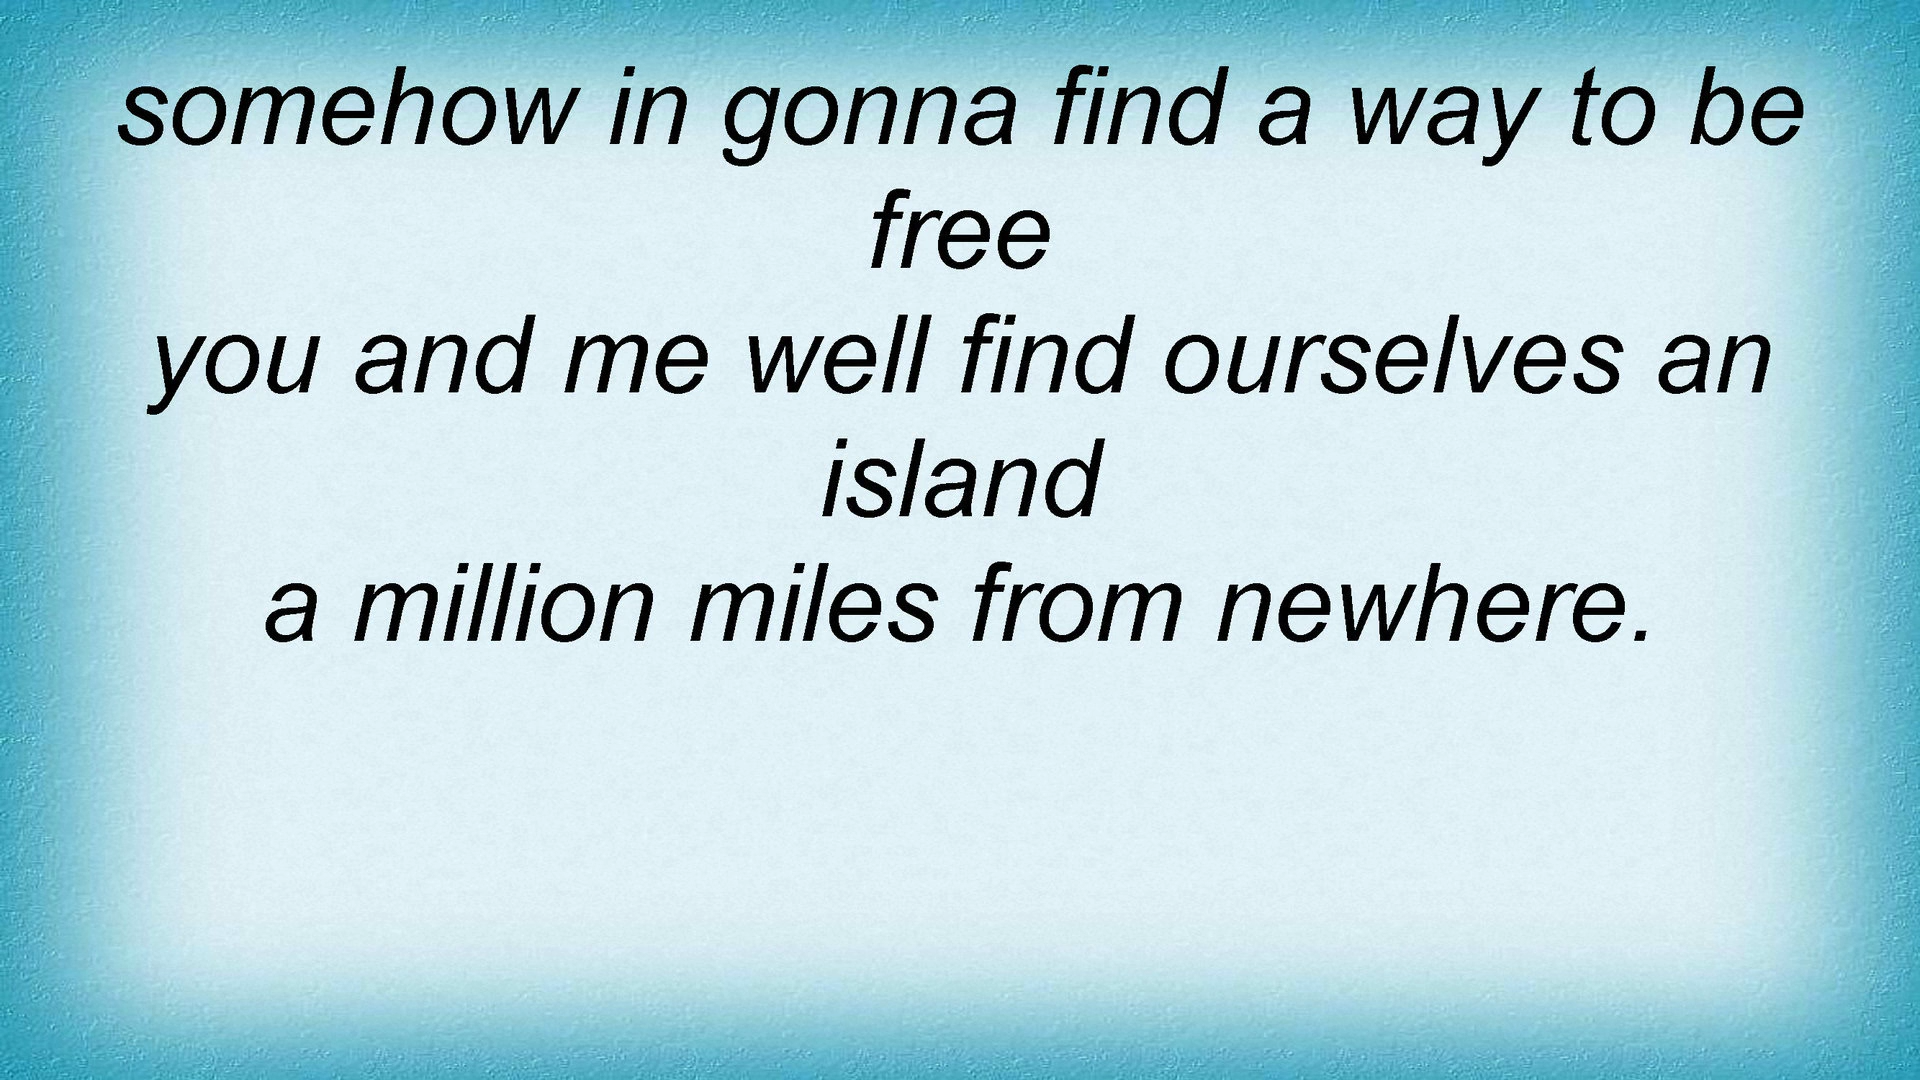 somehow in gonna find a way to be
free
you and me well find ourselves an
island
a million miles from newhere.